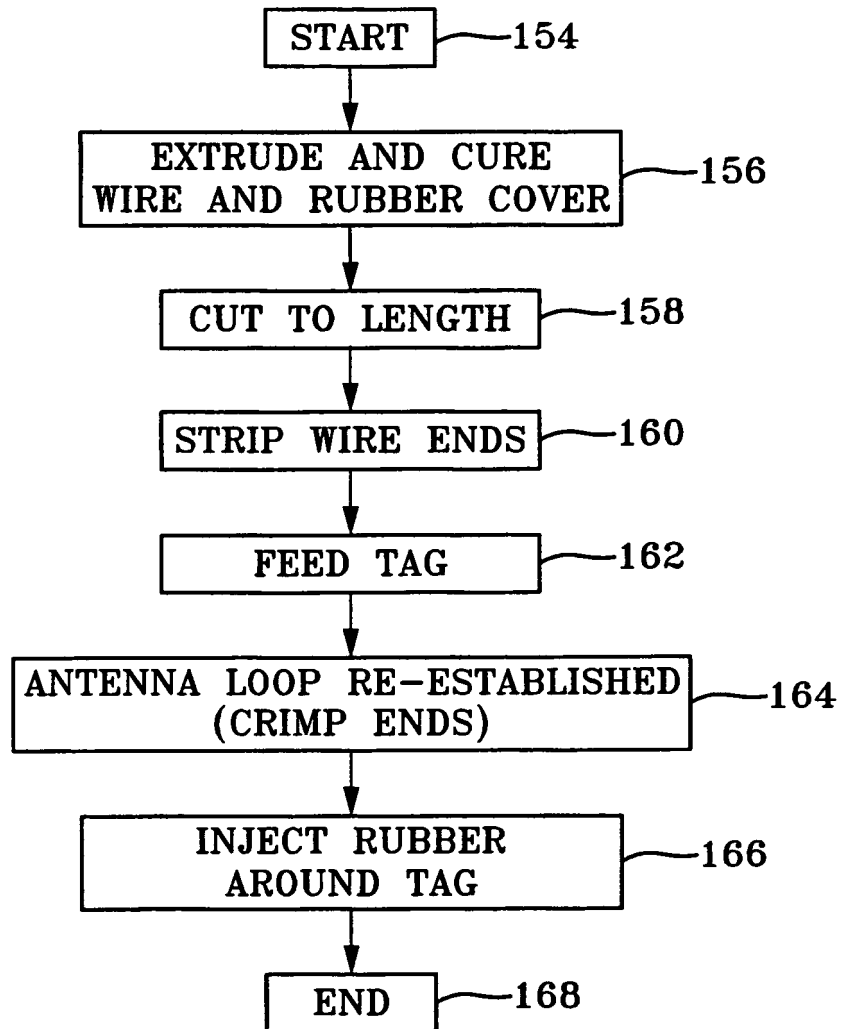 START 154
EXTRUDE AND CURE
WIRE AND RUBBER COVER 156
CUT TO LENGTH 158
STRIP WIRE ENDS 160
FEED TAG 162
ANTENNA LOOP RE-ESTABLISHED
(CRIMP ENDS) 164
INJECT RUBBER
AROUND TAG 166
END 168